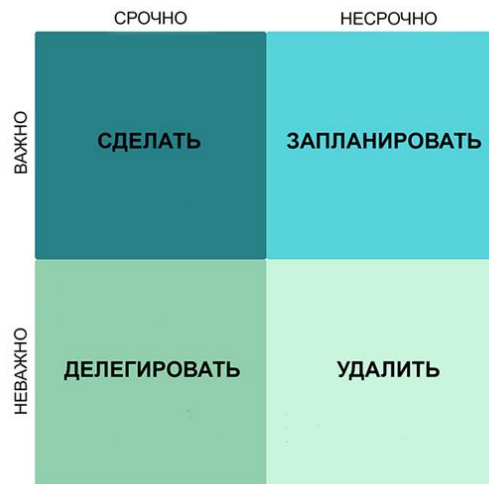 СРОЧНО
НЕСРОЧНО
ВАЖНО
СДЕЛАТЬ
ЗАПЛАНИРОВАТЬ
НЕВАЖНО
ДЕЛЕГИРОВАТЬ
УДАЛИТЬ